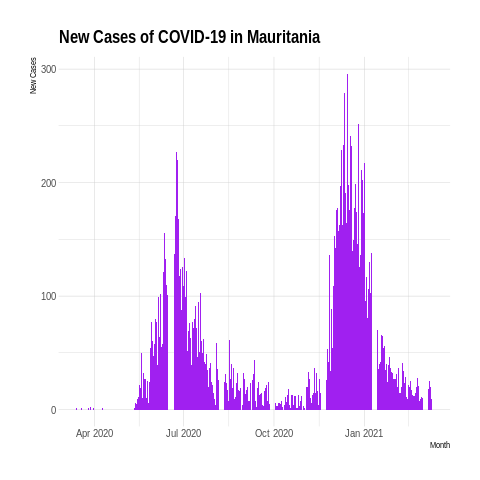 New Cases of COVID-19 in Mauritania
New Cases
300
200
100
0
Apr 2020 Jul 2020 Oct 2020 Jan 2021
Month